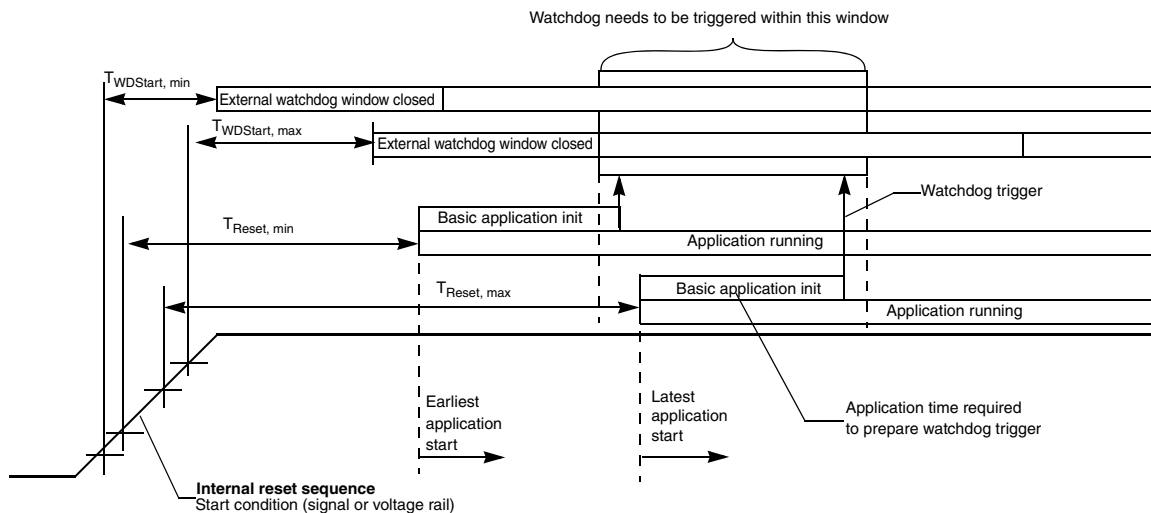 Watchdog needs to be triggered within this window
TWDStart, min
External watchdog window closed
TWDStart, max
External watchdog window closed
Watchdog trigger
Basic application init
TReset, min
Application running
TReset, max
Basic application init
Application running
Earliest
application
start
Latest
application
start
Application time required
to prepare watchdog trigger
Internal reset sequence
Start condition (signal or voltage rail)